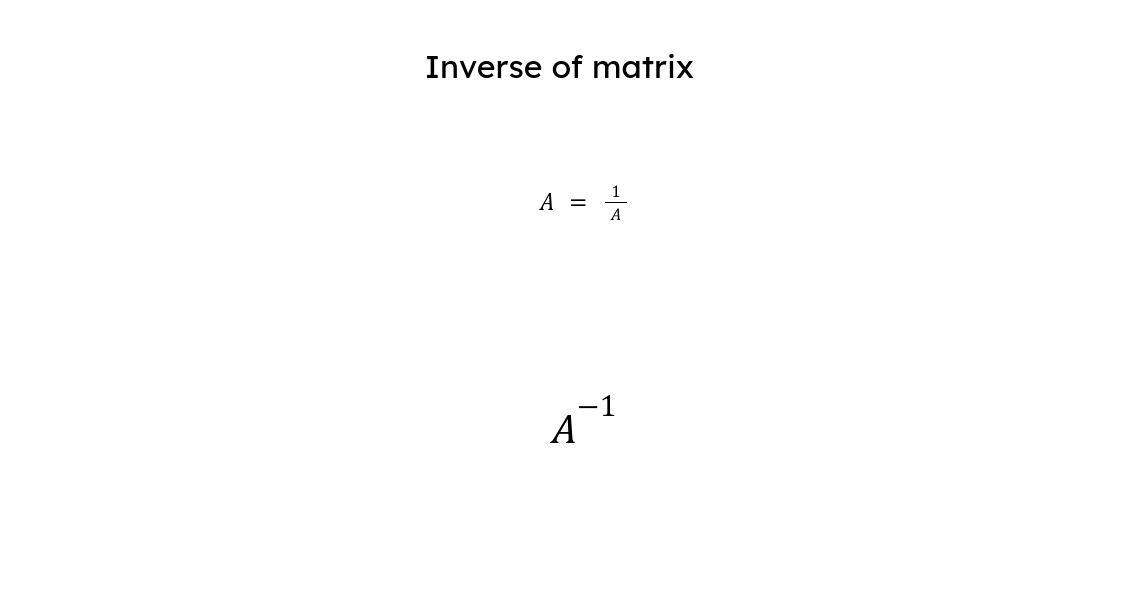 Inverse of matrix
A = 1/A
A⁻¹